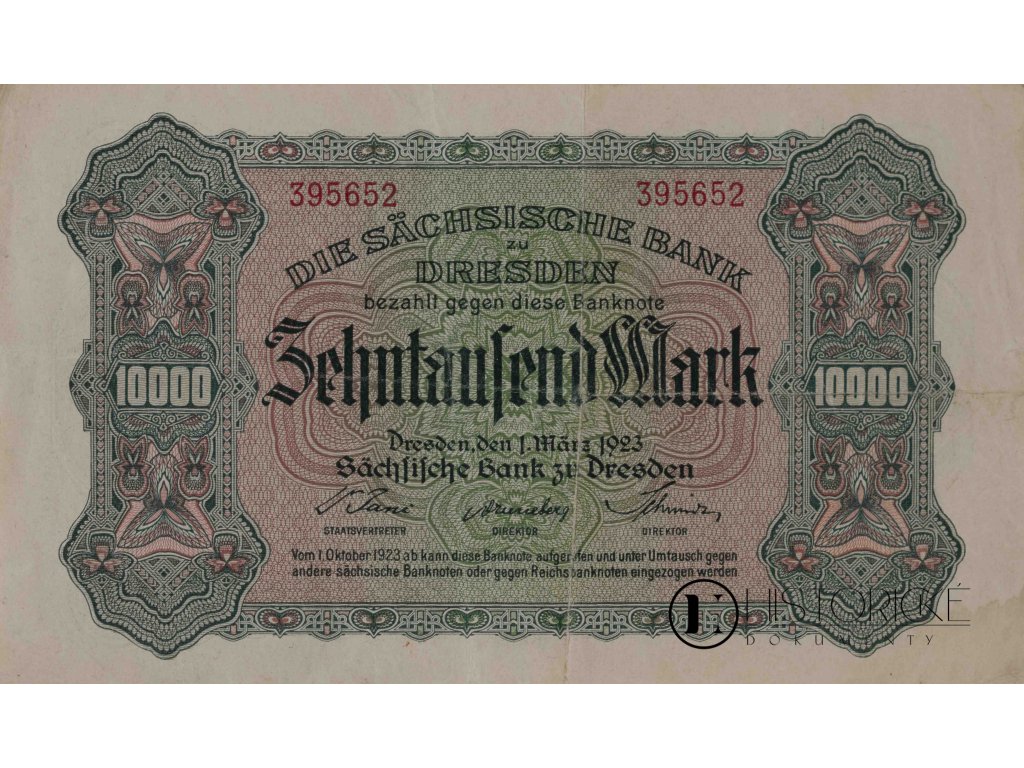 395652 395652
DIE SÄCHSISCHE BANK
zu
DRESDEN
bezahlt gegen diese Banknote
Zehntausend Mark
10000 10000
Dresden, den 1. März 1923
Sächsische Bank zu Dresden
STAATSVERTRETER DIREKTOR DIREKTOR
Vom 1. Oktober 1923 ab kann diese Banknote aufgerufen und unter Umtausch gegen
andere sächsische Banknoten oder gegen Reichsbanknoten eingezogen werden
HISTORICKÉ
DOKUMENTY